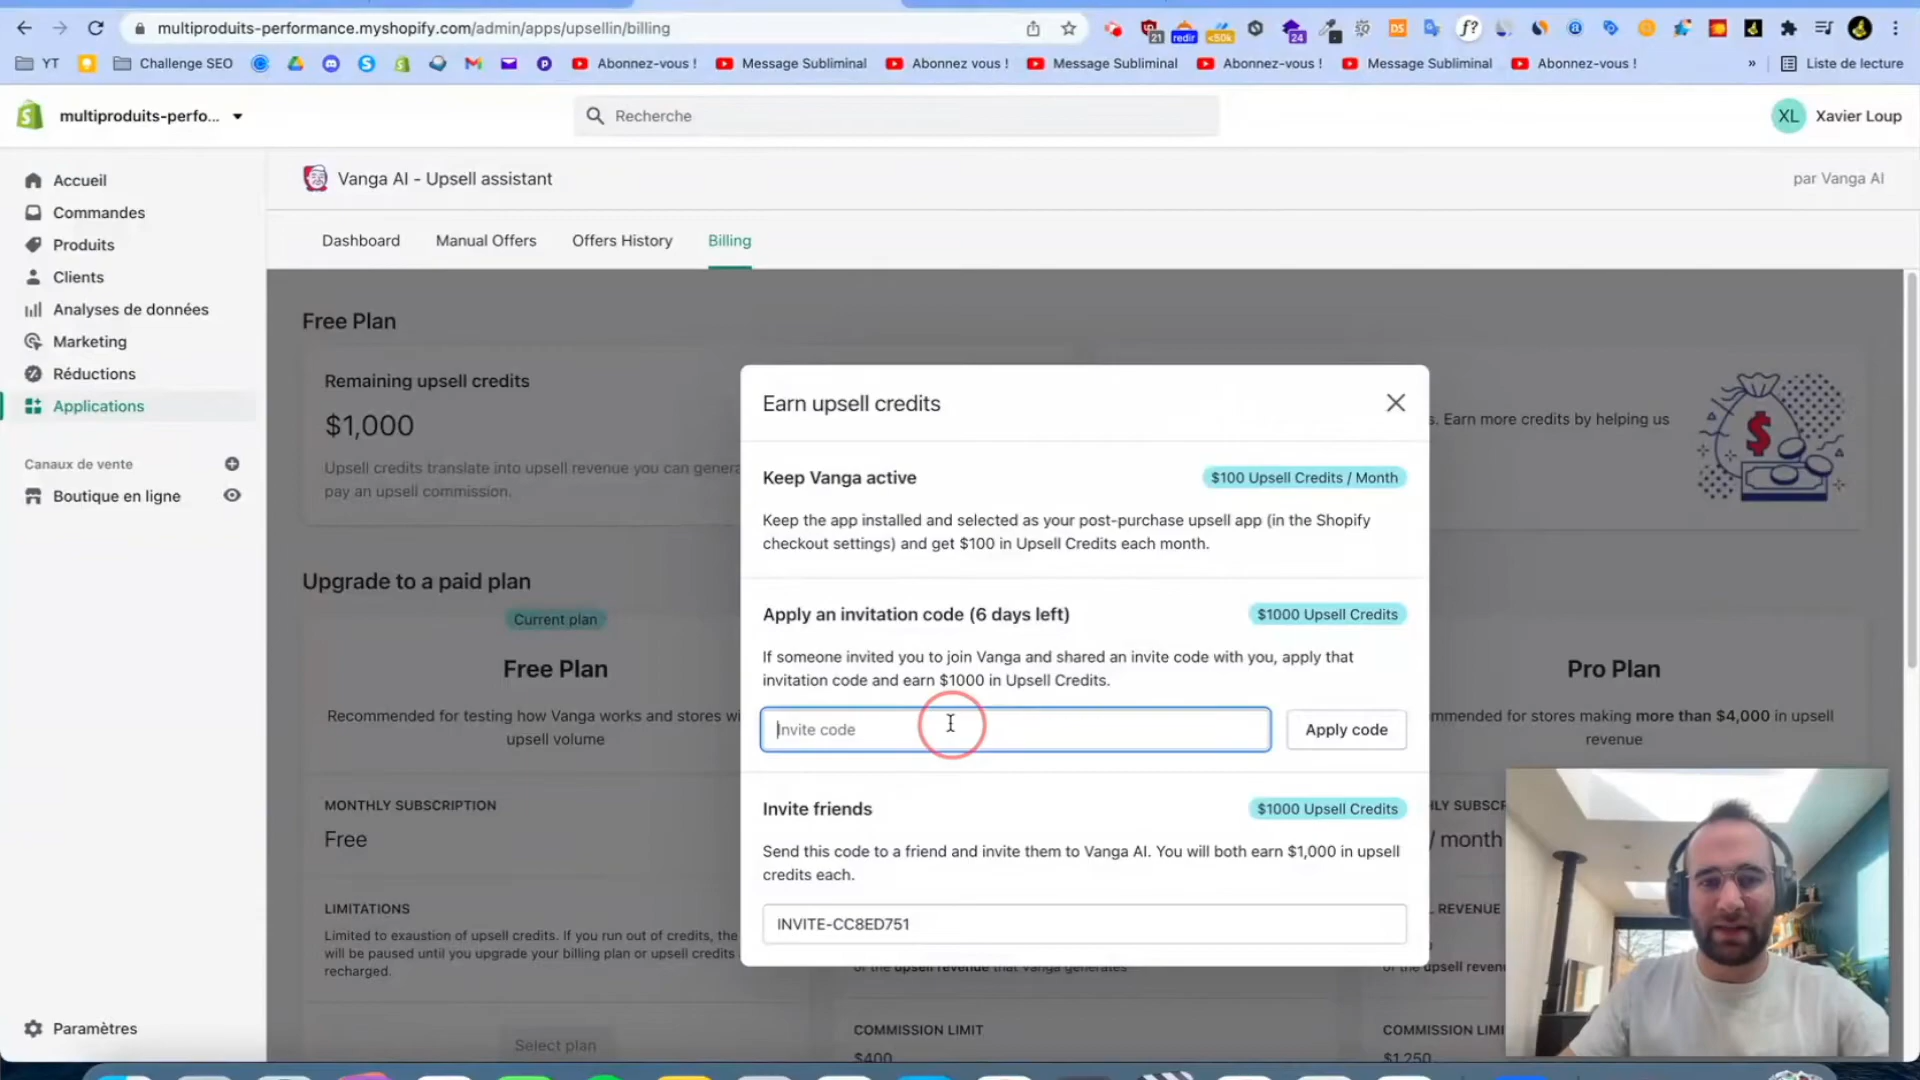 multiproduits-performance.myshopify.com/admin/apps/upsellin/billing
21
redir
<50k
24
DS
f?
YT
Challenge SEO
Abonnez-vous !
Message Subliminal
Abonnez vous !
Message Subliminal
Abonnez-vous !
Message Subliminal
Abonnez-vous !
»
Liste de lecture
multiproduits-perfo...
Recherche
XL
Xavier Loup
Accueil
Commandes
Produits
Clients
Analyses de données
Marketing
Réductions
Applications
Canaux de vente
Boutique en ligne
Paramètres
Vanga AI - Upsell assistant
par Vanga AI
Dashboard
Manual Offers
Offers History
Billing
Free Plan
Remaining upsell credits
$1,000
Upsell credits translate into upsell revenue you can
pay an upsell commission.
s. Earn more credits by helping us
Upgrade to a paid plan
Current plan
Free Plan
Recommended for testing how Vanga works and stores
upsell volume
MONTHLY SUBSCRIPTION
Free
LIMITATIONS
Limited to exaustion of upsell credits. If you run out of credits, the
will be paused until you upgrade your billing plan or upsell credits
recharged.
Select plan
Earn upsell credits
Keep Vanga active
$100 Upsell Credits / Month
Keep the app installed and selected as your post-purchase upsell app (in the Shopify
checkout settings) and get $100 in Upsell Credits each month.
Apply an invitation code (6 days left)
$1000 Upsell Credits
If someone invited you to join Vanga and shared an invite code with you, apply that
invitation code and earn $1000 in Upsell Credits.
Invite code
Apply code
Invite friends
$1000 Upsell Credits
Send this code to a friend and invite them to Vanga AI. You will both earn $1,000 in upsell
credits each.
INVITE-CC8ED751
of the upsell revenue that Vanga generates
COMMISSION LIMIT
$400
Pro Plan
mmended for stores making more than $4,000 in upsell
revenue
/ month
COMMISSION LIMI
$1,250